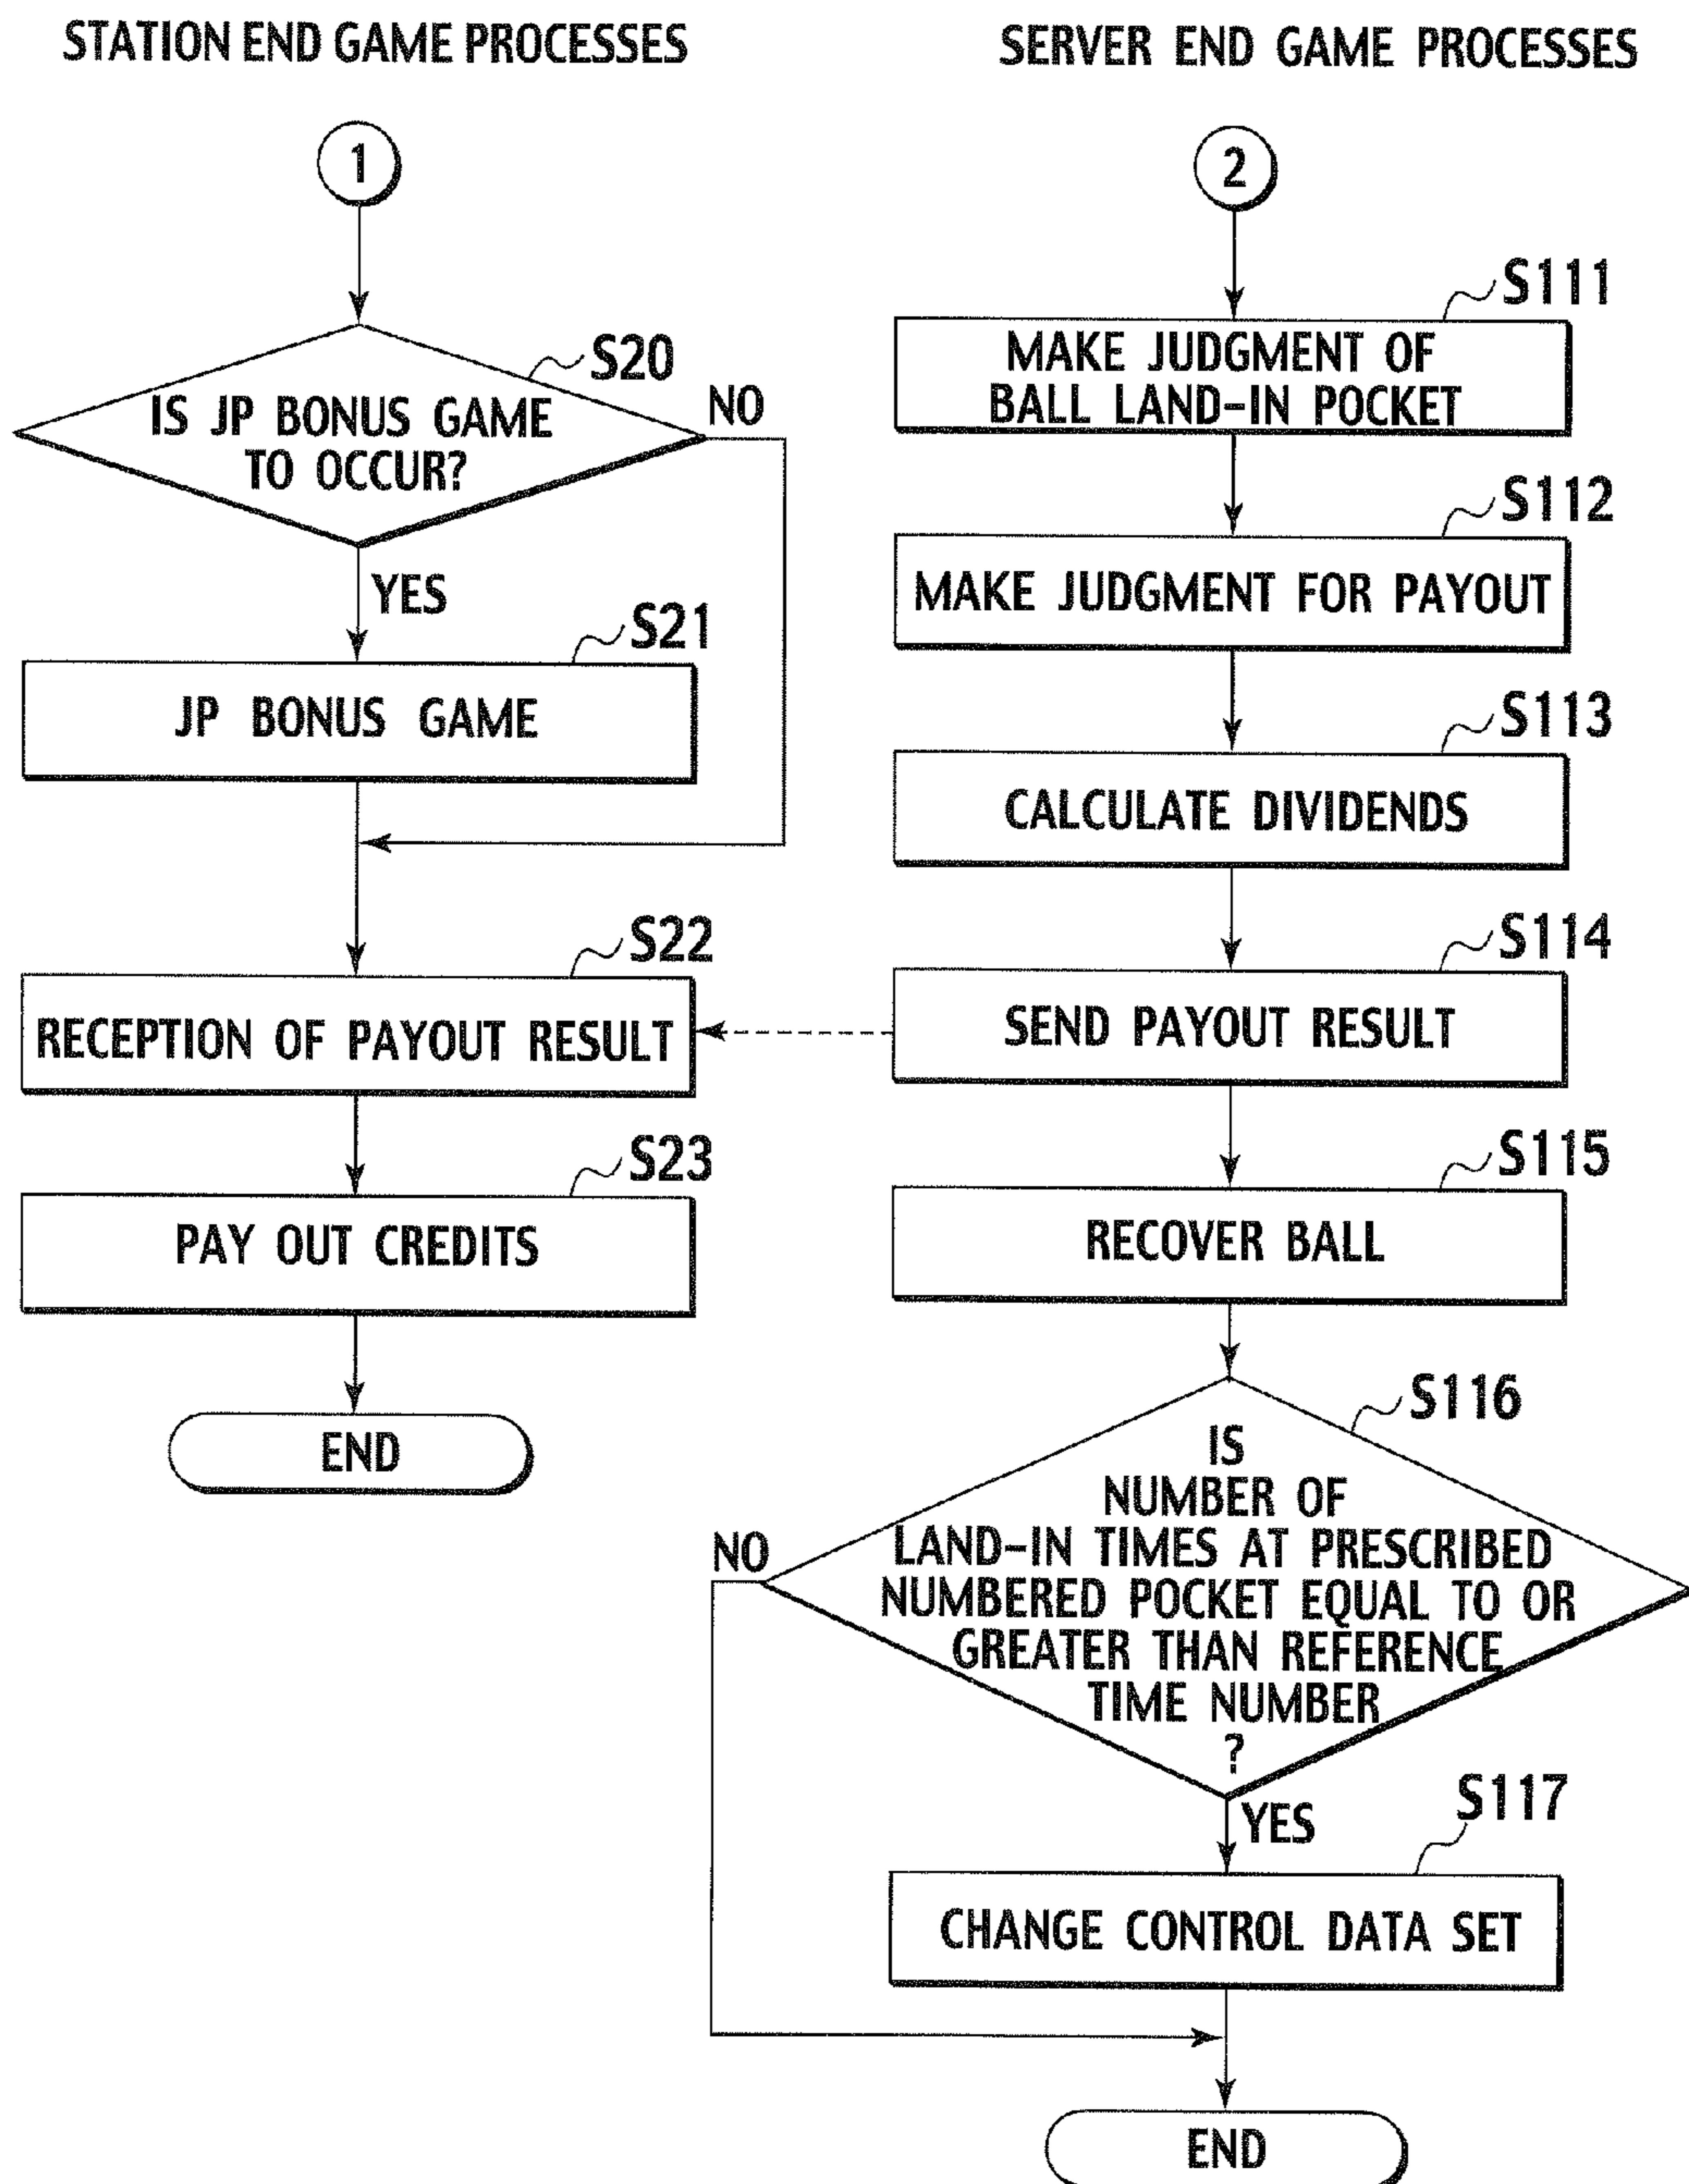 STATION END GAME PROCESSES
1
S20
IS JP BONUS GAME
TO OCCUR?
NO
YES
S21
JP BONUS GAME
S22
RECEPTION OF PAYOUT RESULT
S23
PAY OUT CREDITS
END
SERVER END GAME PROCESSES
2
S111
MAKE JUDGMENT OF
BALL LAND-IN POCKET
S112
MAKE JUDGMENT FOR PAYOUT
S113
CALCULATE DIVIDENDS
S114
SEND PAYOUT RESULT
S115
RECOVER BALL
S116
IS
NUMBER OF
LAND-IN TIMES AT PRESCRIBED
NUMBERED POCKET EQUAL TO OR
GREATER THAN REFERENCE
TIME NUMBER
?
NO
YES
S117
CHANGE CONTROL DATA SET
END